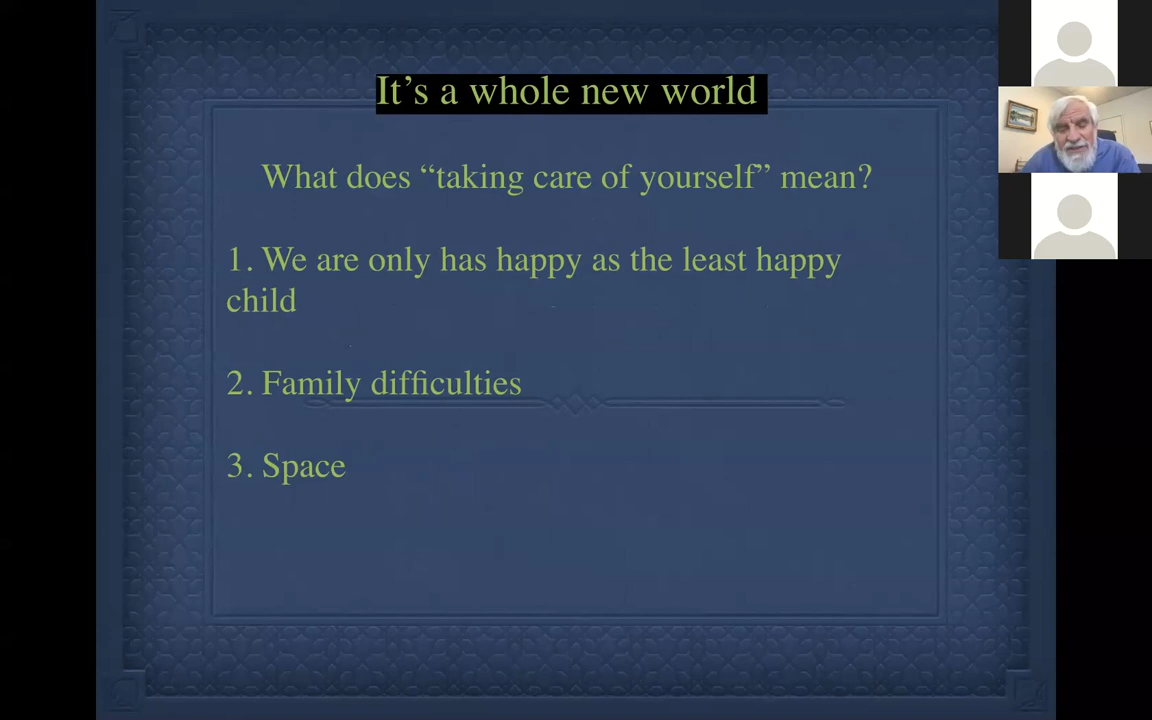 It’s a whole new world
What does “taking care of yourself” mean?
1. We are only has happy as the least happy
child
2. Family difficulties
3. Space